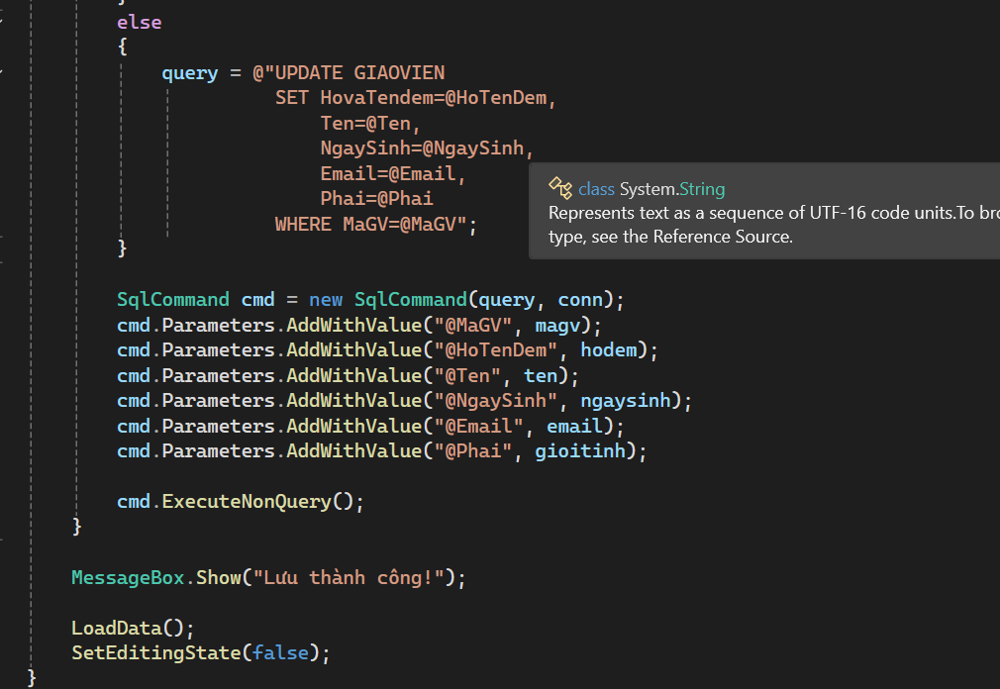 else
{
query = @"UPDATE GIAOVIEN
SET HovaTendem=@HoTenDem,
Ten=@Ten,
NgaySinh=@NgaySinh,
Email=@Email,
Phai=@Phai
WHERE MaGV=@MaGV";
class System.String
Represents text as a sequence of UTF-16 code units.To
type, see the Reference Source.
}
SqlCommand cmd = new SqlCommand(query, conn);
cmd.Parameters.AddWithValue("@MaGV", magv);
cmd.Parameters.AddWithValue("@HoTenDem", hodem);
cmd.Parameters.AddWithValue("@Ten", ten);
cmd.Parameters.AddWithValue("@NgaySinh", ngaysinh);
cmd.Parameters.AddWithValue("@Email", email);
cmd.Parameters.AddWithValue("@Phai", gioitinh);
cmd.ExecuteNonQuery();
}
MessageBox.Show("Lưu thành công!");
LoadData();
SetEditingState(false);
}